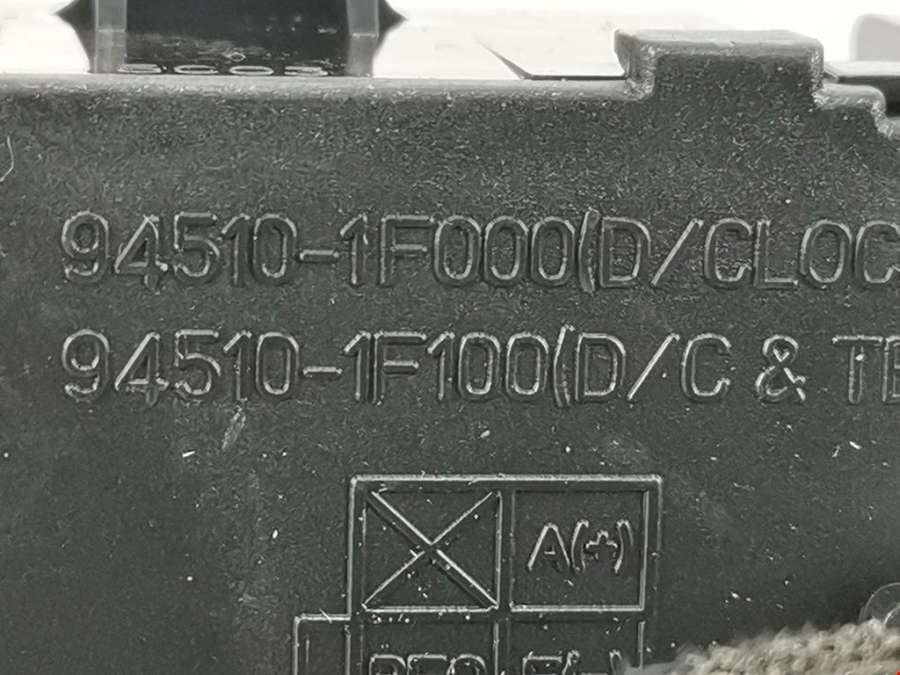 94510-1F000(D/CLOC
94510-1F100(D/C & TE
A(+)